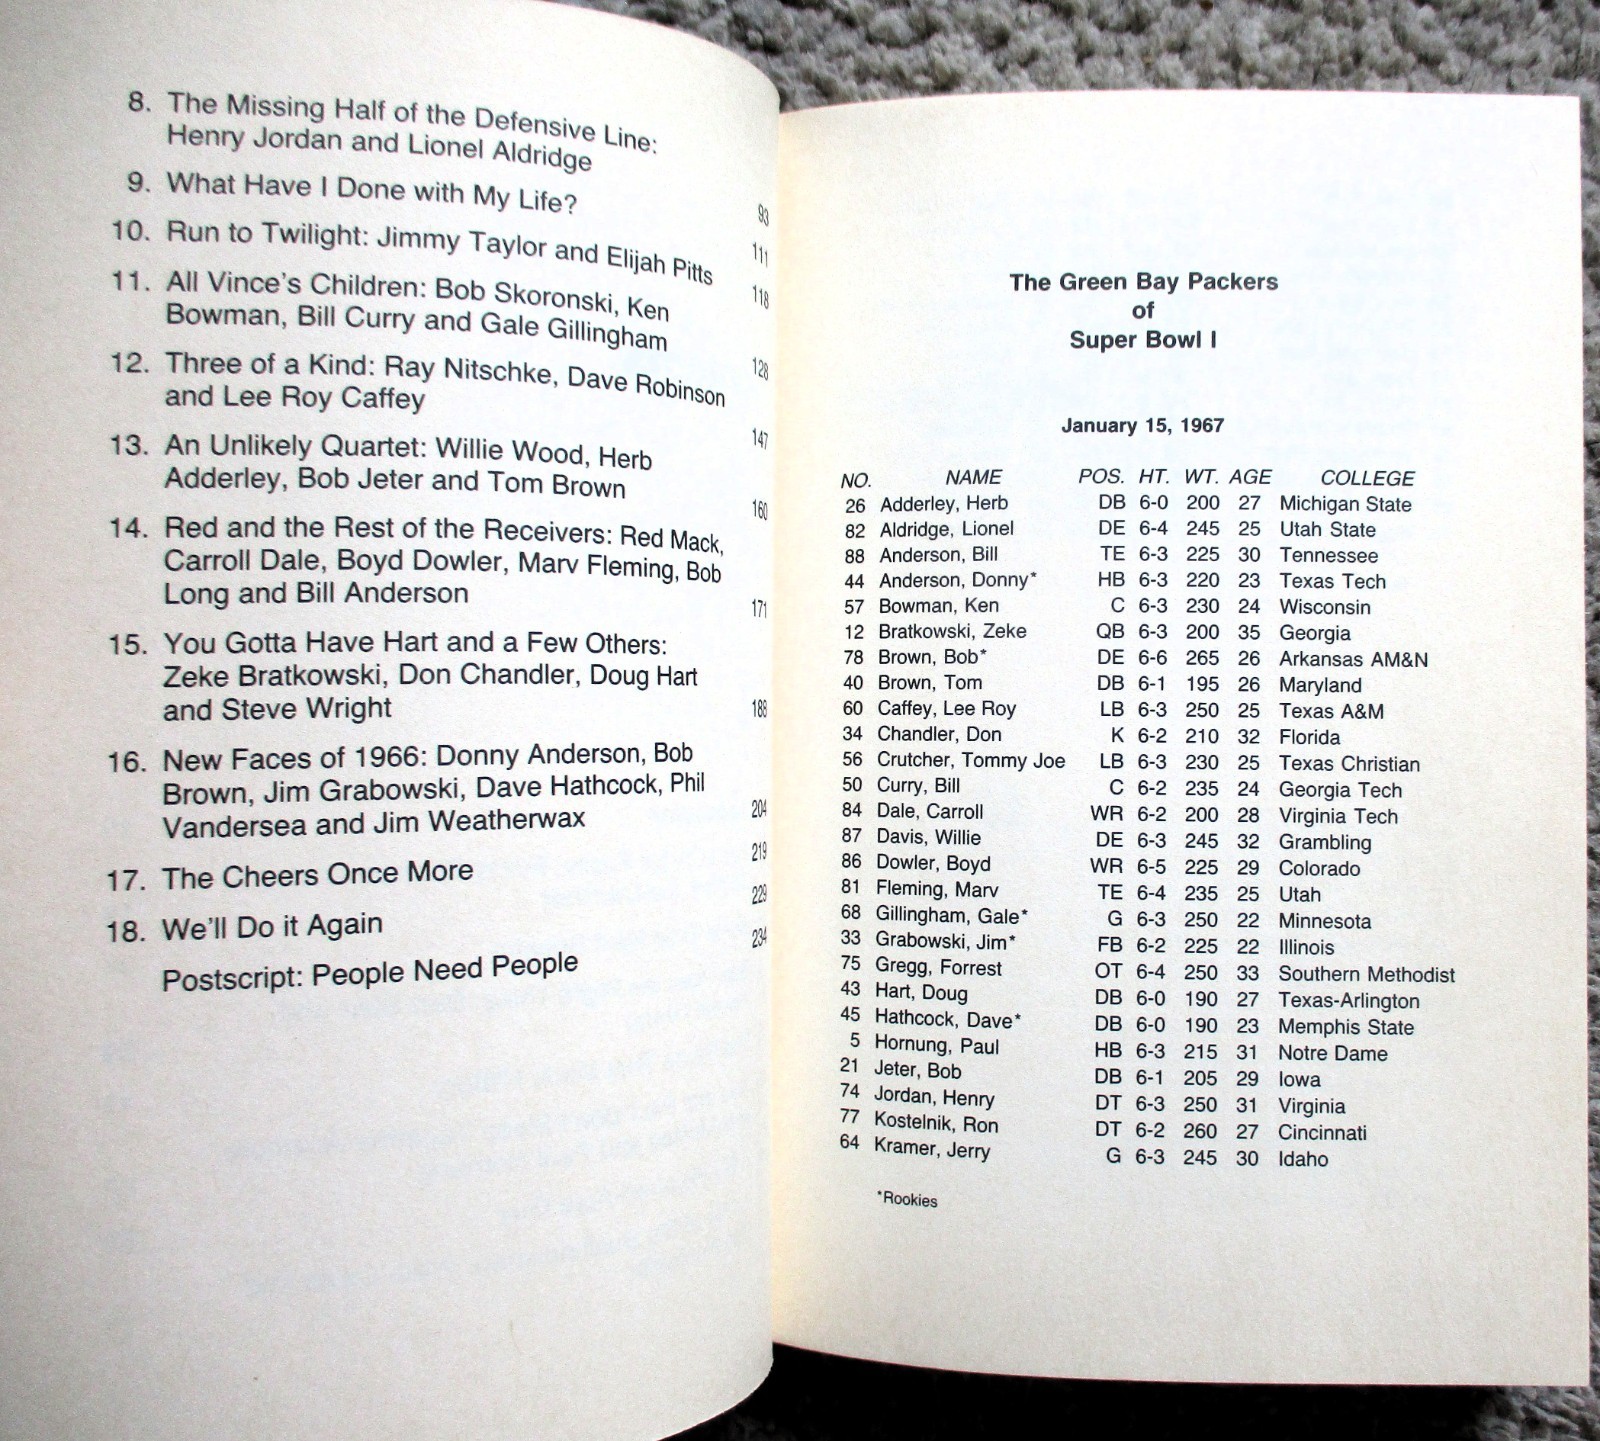 8. The Missing Half of the Defensive Line:
Henry Jordan and Lionel Aldridge 93
9. What Have I Done with My Life? 111
10. Run to Twilight: Jimmy Taylor and Elijah Pitts 118
11. All Vince's Children: Bob Skoronski, Ken
Bowman, Bill Curry and Gale Gillingham 128
12. Three of a Kind: Ray Nitschke, Dave Robinson
and Lee Roy Caffey 147
13. An Unlikely Quartet: Willie Wood, Herb
Adderley, Bob Jeter and Tom Brown 160
14. Red and the Rest of the Receivers: Red Mack,
Carroll Dale, Boyd Dowler, Marv Fleming, Bob
Long and Bill Anderson 171
15. You Gotta Have Hart and a Few Others:
Zeke Bratkowski, Don Chandler, Doug Hart
and Steve Wright 188
16. New Faces of 1966: Donny Anderson, Bob
Brown, Jim Grabowski, Dave Hathcock, Phil
Vandersea and Jim Weatherwax 204
17. The Cheers Once More 219
18. We'll Do it Again 229
Postscript: People Need People 234
The Green Bay Packers
of
Super Bowl I
January 15, 1967
NO. NAME POS. HT. WT. AGE COLLEGE
26 Adderley, Herb DB 6-0 200 27 Michigan State
82 Aldridge, Lionel DE 6-4 245 25 Utah State
88 Anderson, Bill TE 6-3 225 30 Tennessee
44 Anderson, Donny* HB 6-3 220 23 Texas Tech
57 Bowman, Ken C 6-3 230 24 Wisconsin
12 Bratkowski, Zeke QB 6-3 200 35 Georgia
78 Brown, Bob* DE 6-6 265 26 Arkansas AM&N
40 Brown, Tom DB 6-1 195 26 Maryland
60 Caffey, Lee Roy LB 6-3 250 25 Texas A&M
34 Chandler, Don K 6-2 210 32 Florida
56 Crutcher, Tommy Joe LB 6-3 230 25 Texas Christian
50 Curry, Bill C 6-2 235 24 Georgia Tech
84 Dale, Carroll WR 6-2 200 28 Virginia Tech
87 Davis, Willie DE 6-3 245 32 Grambling
86 Dowler, Boyd WR 6-5 225 29 Colorado
81 Fleming, Marv TE 6-4 235 25 Utah
68 Gillingham, Gale* G 6-3 250 22 Minnesota
33 Grabowski, Jim* FB 6-2 225 22 Illinois
75 Gregg, Forrest OT 6-4 250 33 Southern Methodist
43 Hart, Doug DB 6-0 190 27 Texas-Arlington
45 Hathcock, Dave* DB 6-0 190 23 Memphis State
5 Hornung, Paul HB 6-3 215 31 Notre Dame
21 Jeter, Bob DB 6-1 205 29 Iowa
74 Jordan, Henry DT 6-3 250 31 Virginia
77 Kostelnik, Ron DT 6-2 260 27 Cincinnati
64 Kramer, Jerry G 6-3 245 30 Idaho
*Rookies